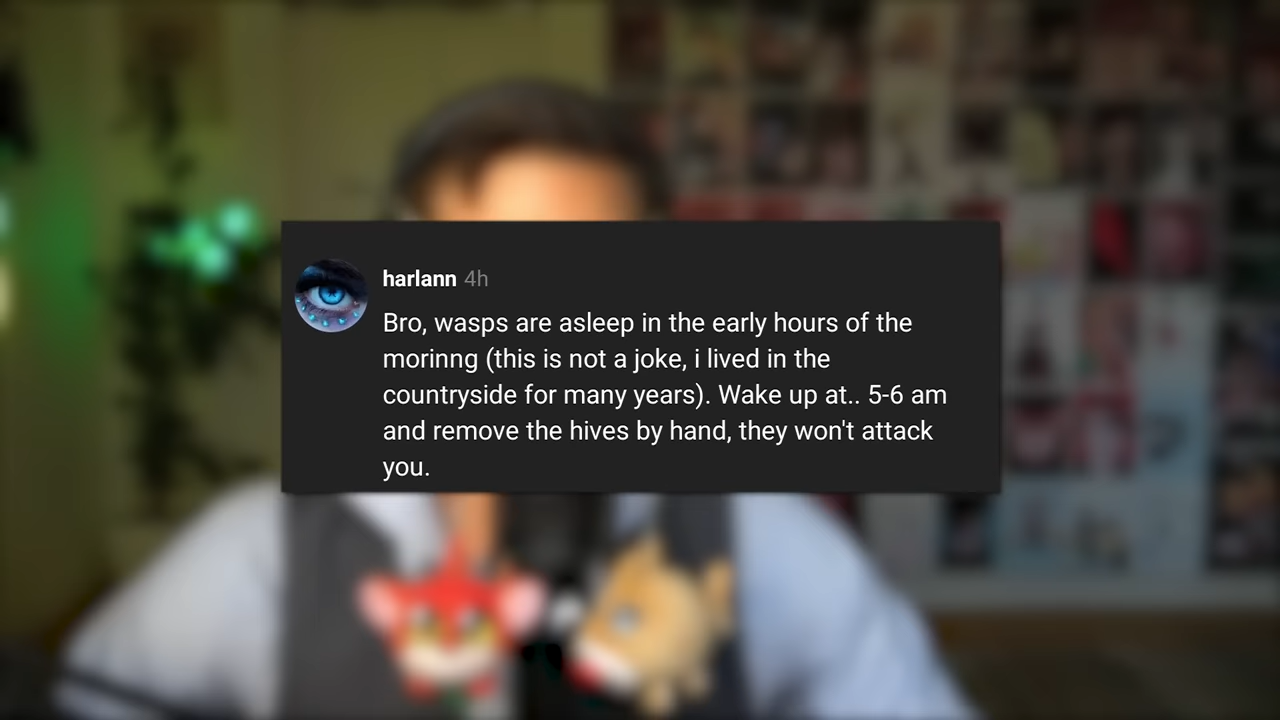 harlann 4h
Bro, wasps are asleep in the early hours of the
morinng (this is not a joke, i lived in the
countryside for many years). Wake up at.. 5-6 am
and remove the hives by hand, they won't attack
you.